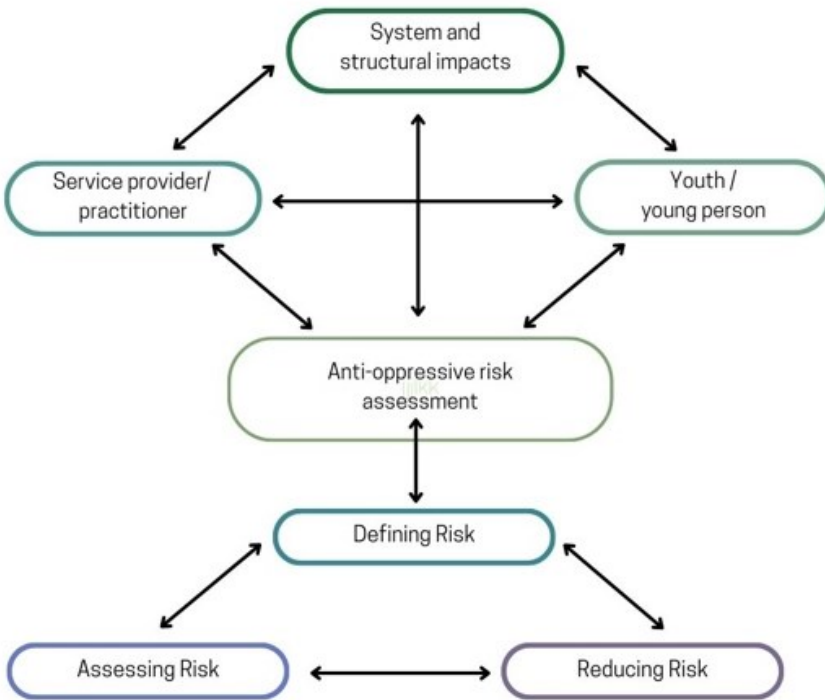 System and
structural impacts
Service provider/
practitioner
Youth /
young person
Anti-oppressive risk
assessment
Defining Risk
Assessing Risk
Reducing Risk